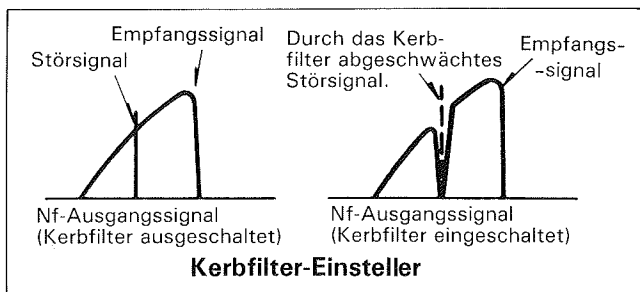 Empfangssignal
Störsignal
Nf-Ausgangssignal
(Kerbfilter ausgeschaltet)
Durch das Kerb-
filter abgeschwächtes
Störsignal.
Empfangs-
-signal
Nf-Ausgangssignal
(Kerbfilter eingeschaltet)
Kerbfilter-Einsteller